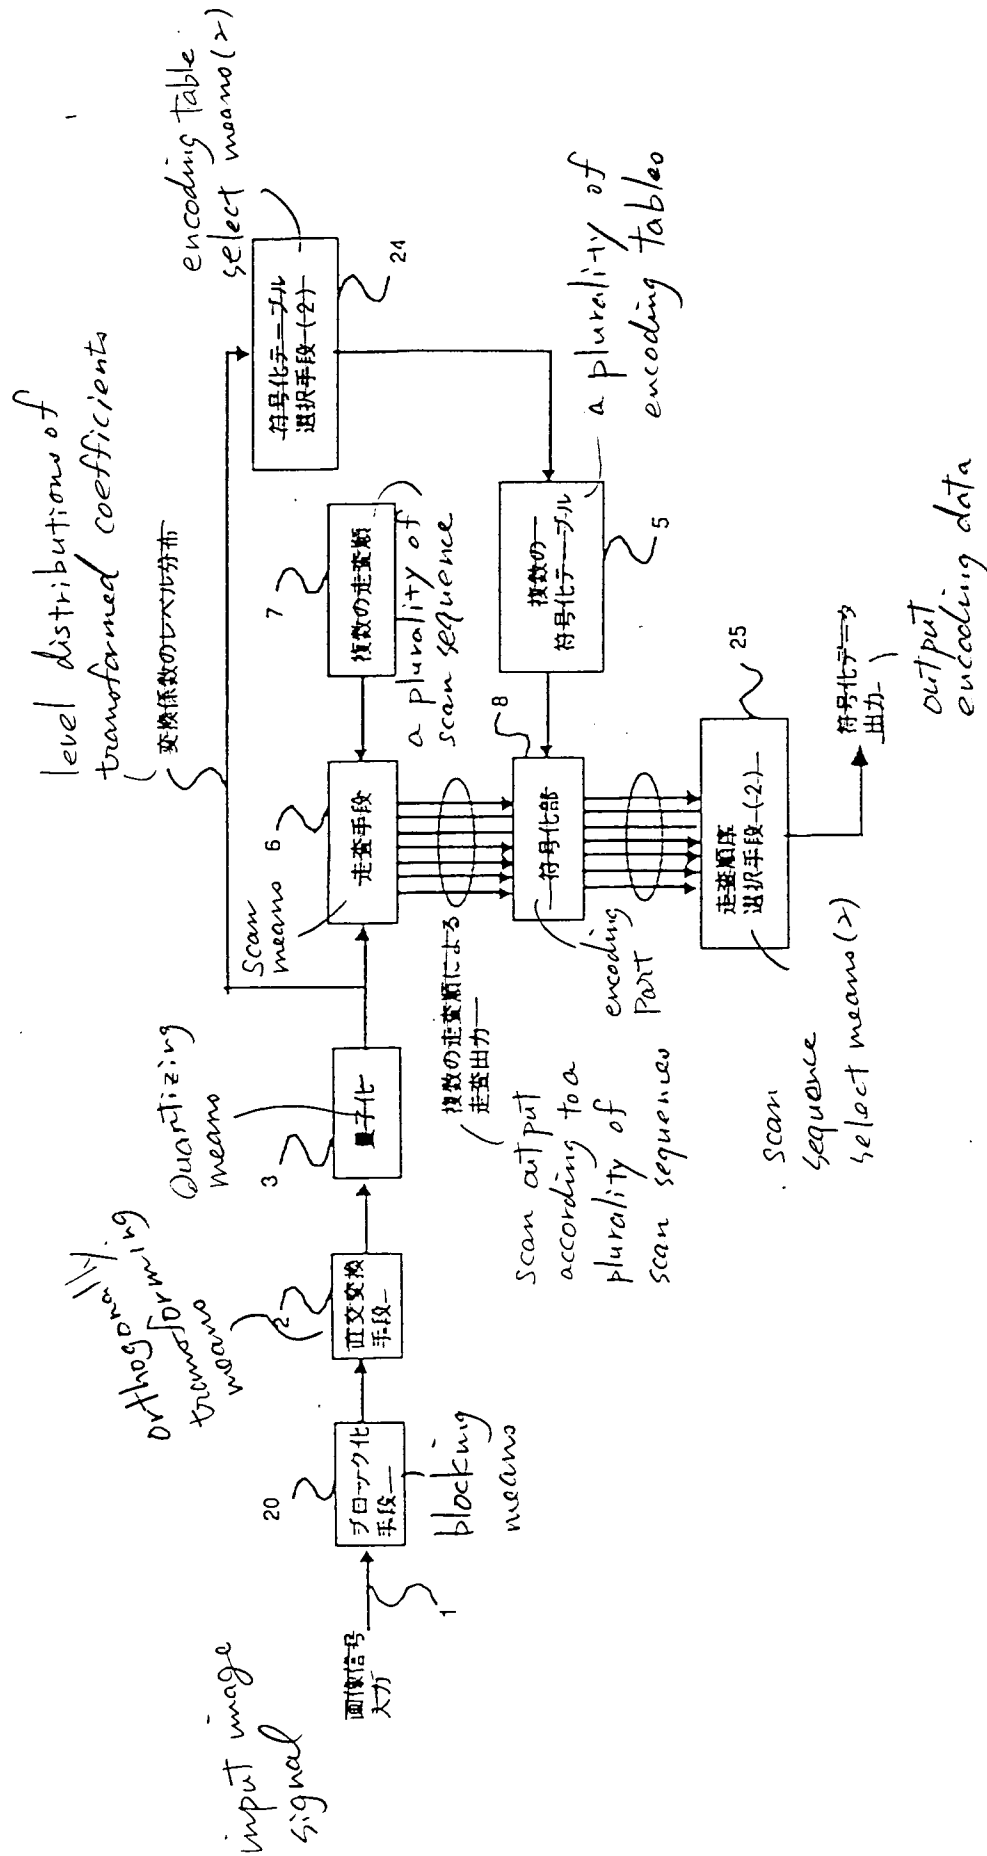 input image
signal
画像信号
入力
1
20
ブロック化
手段
blocking
means
orthogonally
transforming
means
2
直交変換
手段
Quantizing
means
3
量子化
level distributions of
transformed coefficients
変換係数のレベル分布
scan
means
6
走査手段
7
複数の走査順
a plurality of
scan sequence
encoding table
select means(2)
符号化テーブル
選択手段(2)
24
複数の走査順による
走査出力
scan output
according to a
plurality of
scan sequences
8
符号化部
encoding
part
複数の
符号化テーブル
5
a plurality of
encoding tables
25
走査順序
選択手段(2)
scan
sequence
select means(2)
符号化データ
出力
output
encoding data